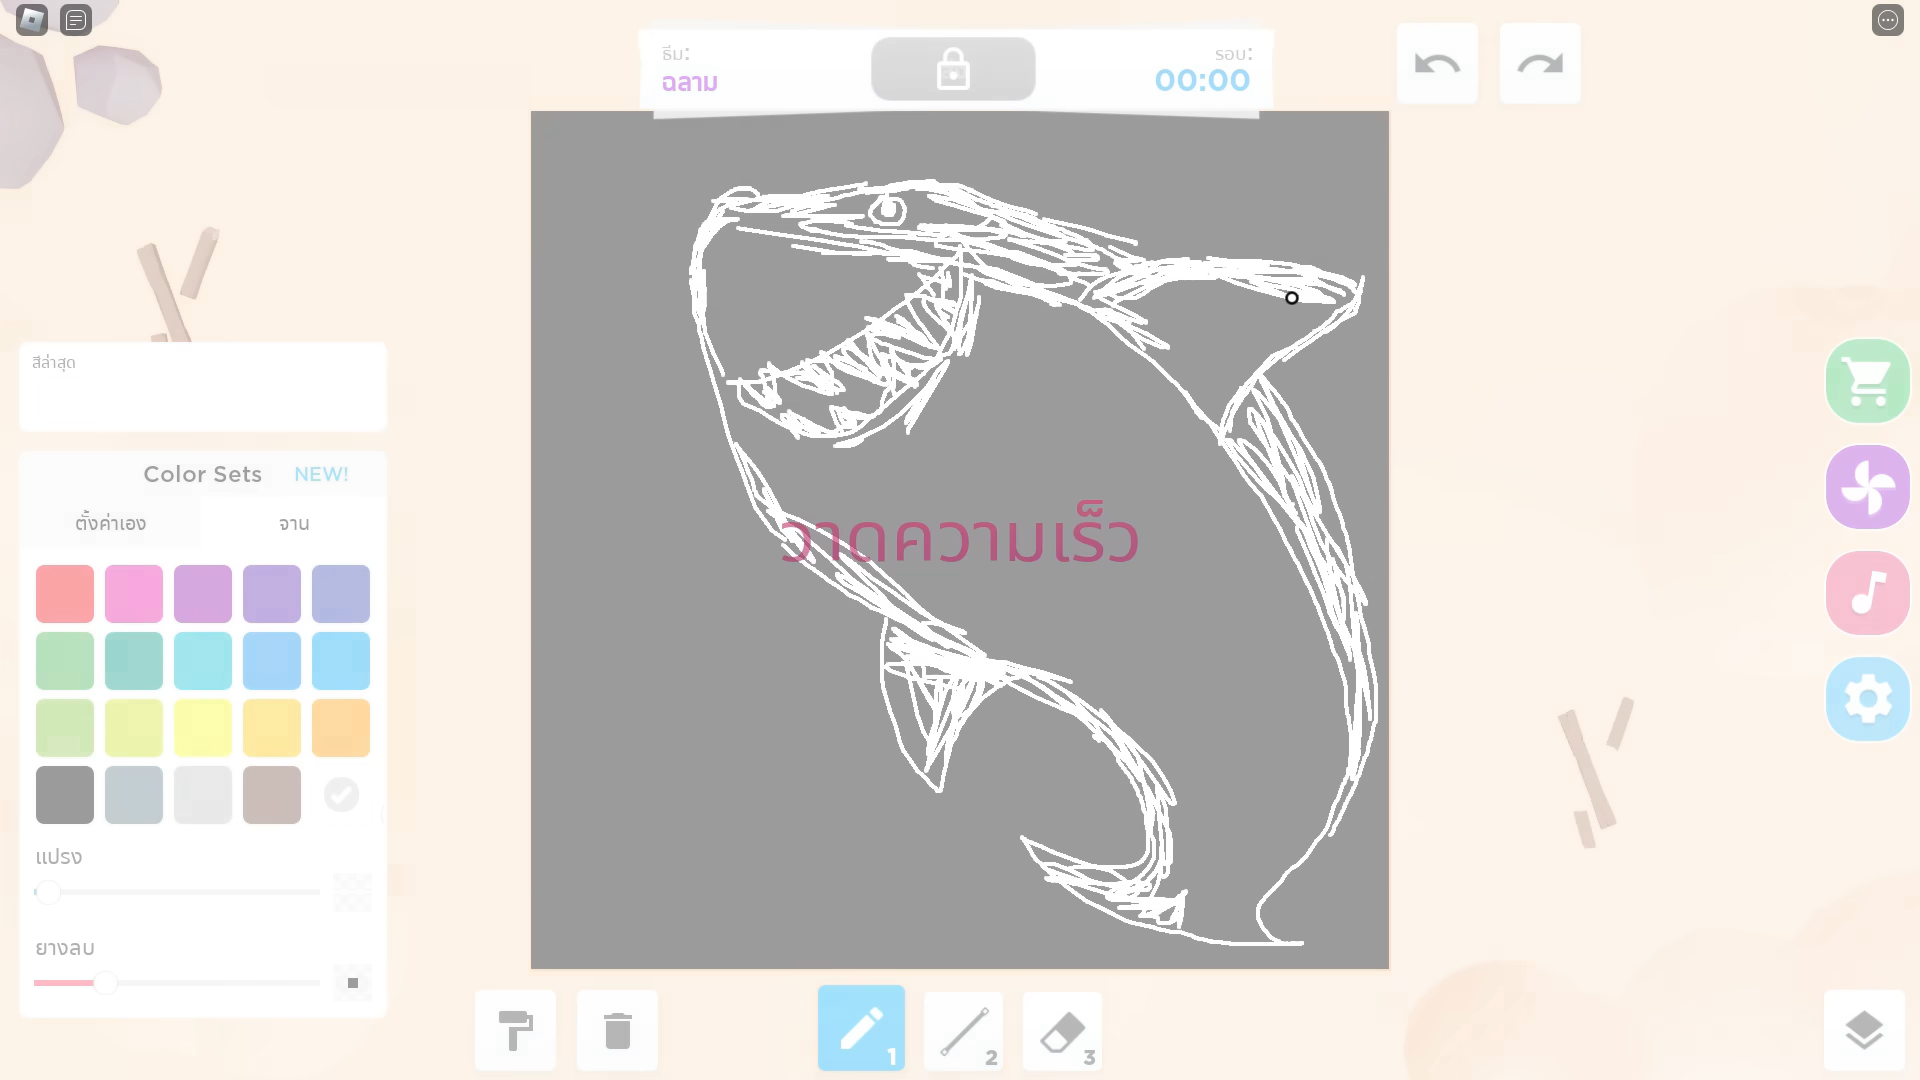 ธีม:
ฉลาม
รอบ:
00:00
สีล่าสุด
Color Sets NEW!
ตั้งค่าเอง จาน
วาดความเร็ว
แปรง
ยางลบ
1
2
3